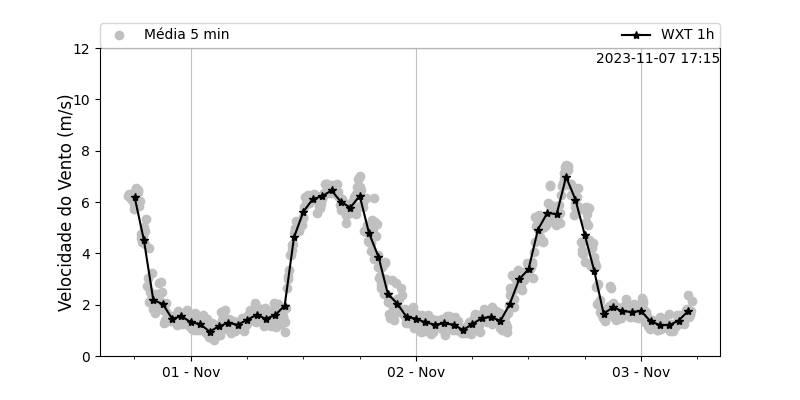 Média 5 min
WXT 1h
2023-11-07 17:15
Velocidade do Vento (m/s)
12
10
8
6
4
2
0
01 - Nov
02 - Nov
03 - Nov